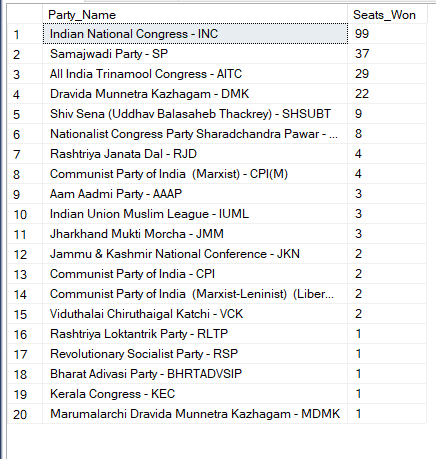 Party_Name Seats_Won
1 Indian National Congress - INC 99
2 Samajwadi Party - SP 37
3 All India Trinamool Congress - AITC 29
4 Dravida Munnetra Kazhagam - DMK 22
5 Shiv Sena (Uddhav Balasaheb Thackrey) - SHSUBT 9
6 Nationalist Congress Party Sharadchandra Pawar - ... 8
7 Rashtriya Janata Dal - RJD 4
8 Communist Party of India  (Marxist) - CPI(M) 4
9 Aam Aadmi Party - AAAP 3
10 Indian Union Muslim League - IUML 3
11 Jharkhand Mukti Morcha - JMM 3
12 Jammu & Kashmir National Conference - JKN 2
13 Communist Party of India - CPI 2
14 Communist Party of India  (Marxist-Leninist)  (Liber... 2
15 Viduthalai Chiruthaigal Katchi - VCK 2
16 Rashtriya Loktantrik Party - RLTP 1
17 Revolutionary Socialist Party - RSP 1
18 Bharat Adivasi Party - BHRTADVSIP 1
19 Kerala Congress - KEC 1
20 Marumalarchi Dravida Munnetra Kazhagam - MDMK 1